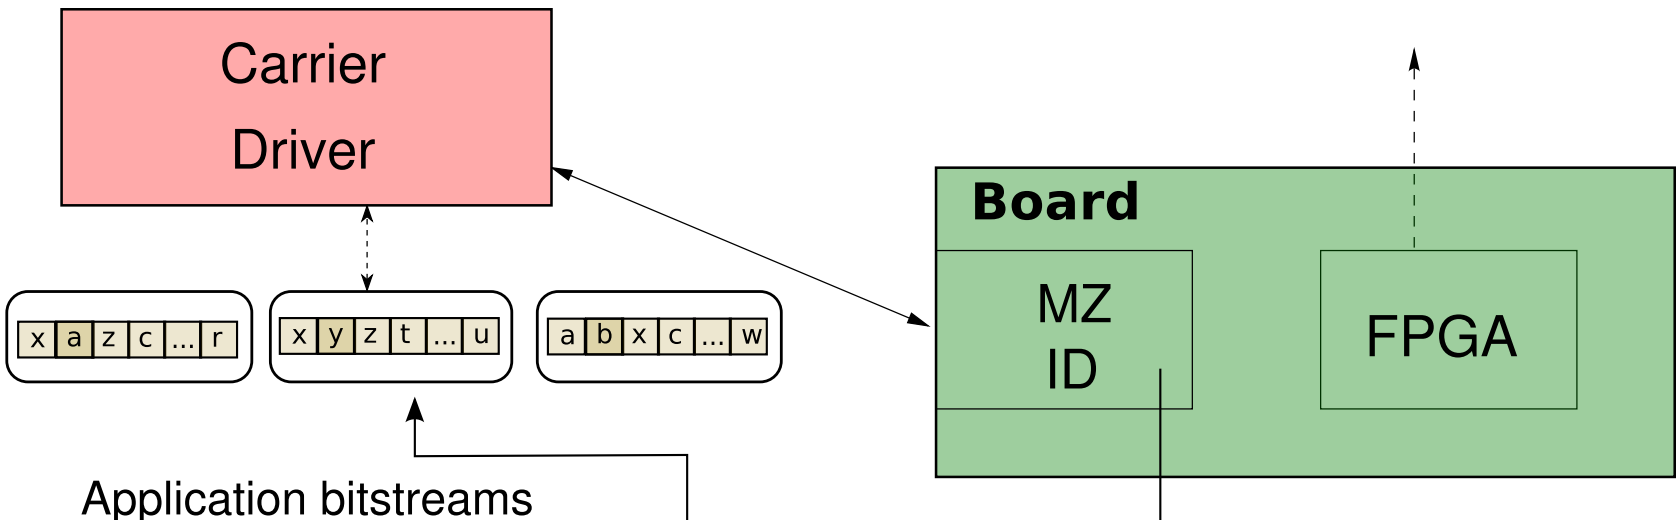 Carrier
Driver
Board
MZ
ID
FPGA
x a z c ... r
x y z t ... u
a b x c ... w
Application bitstreams